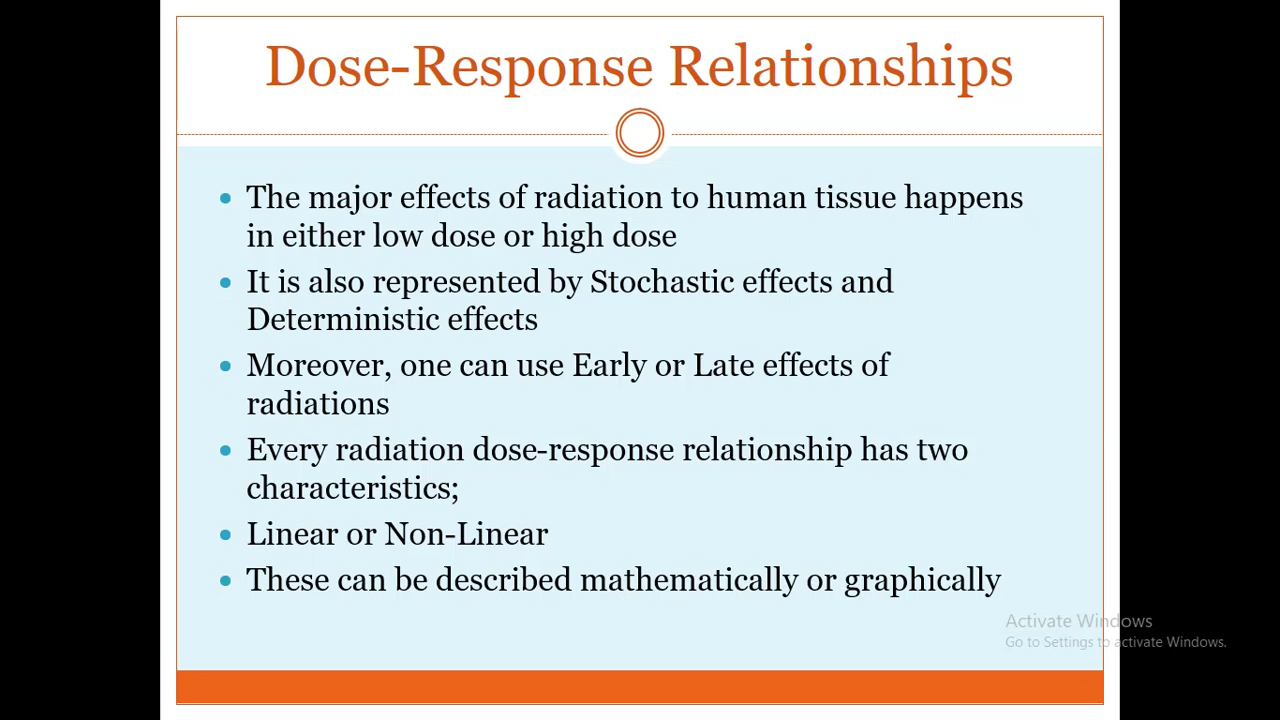 Dose-Response Relationships
The major effects of radiation to human tissue happens
in either low dose or high dose
It is also represented by Stochastic effects and
Deterministic effects
Moreover, one can use Early or Late effects of
radiations
Every radiation dose-response relationship has two
characteristics;
Linear or Non-Linear
These can be described mathematically or graphically
Activate Windows
Go to Settings to activate Windows.